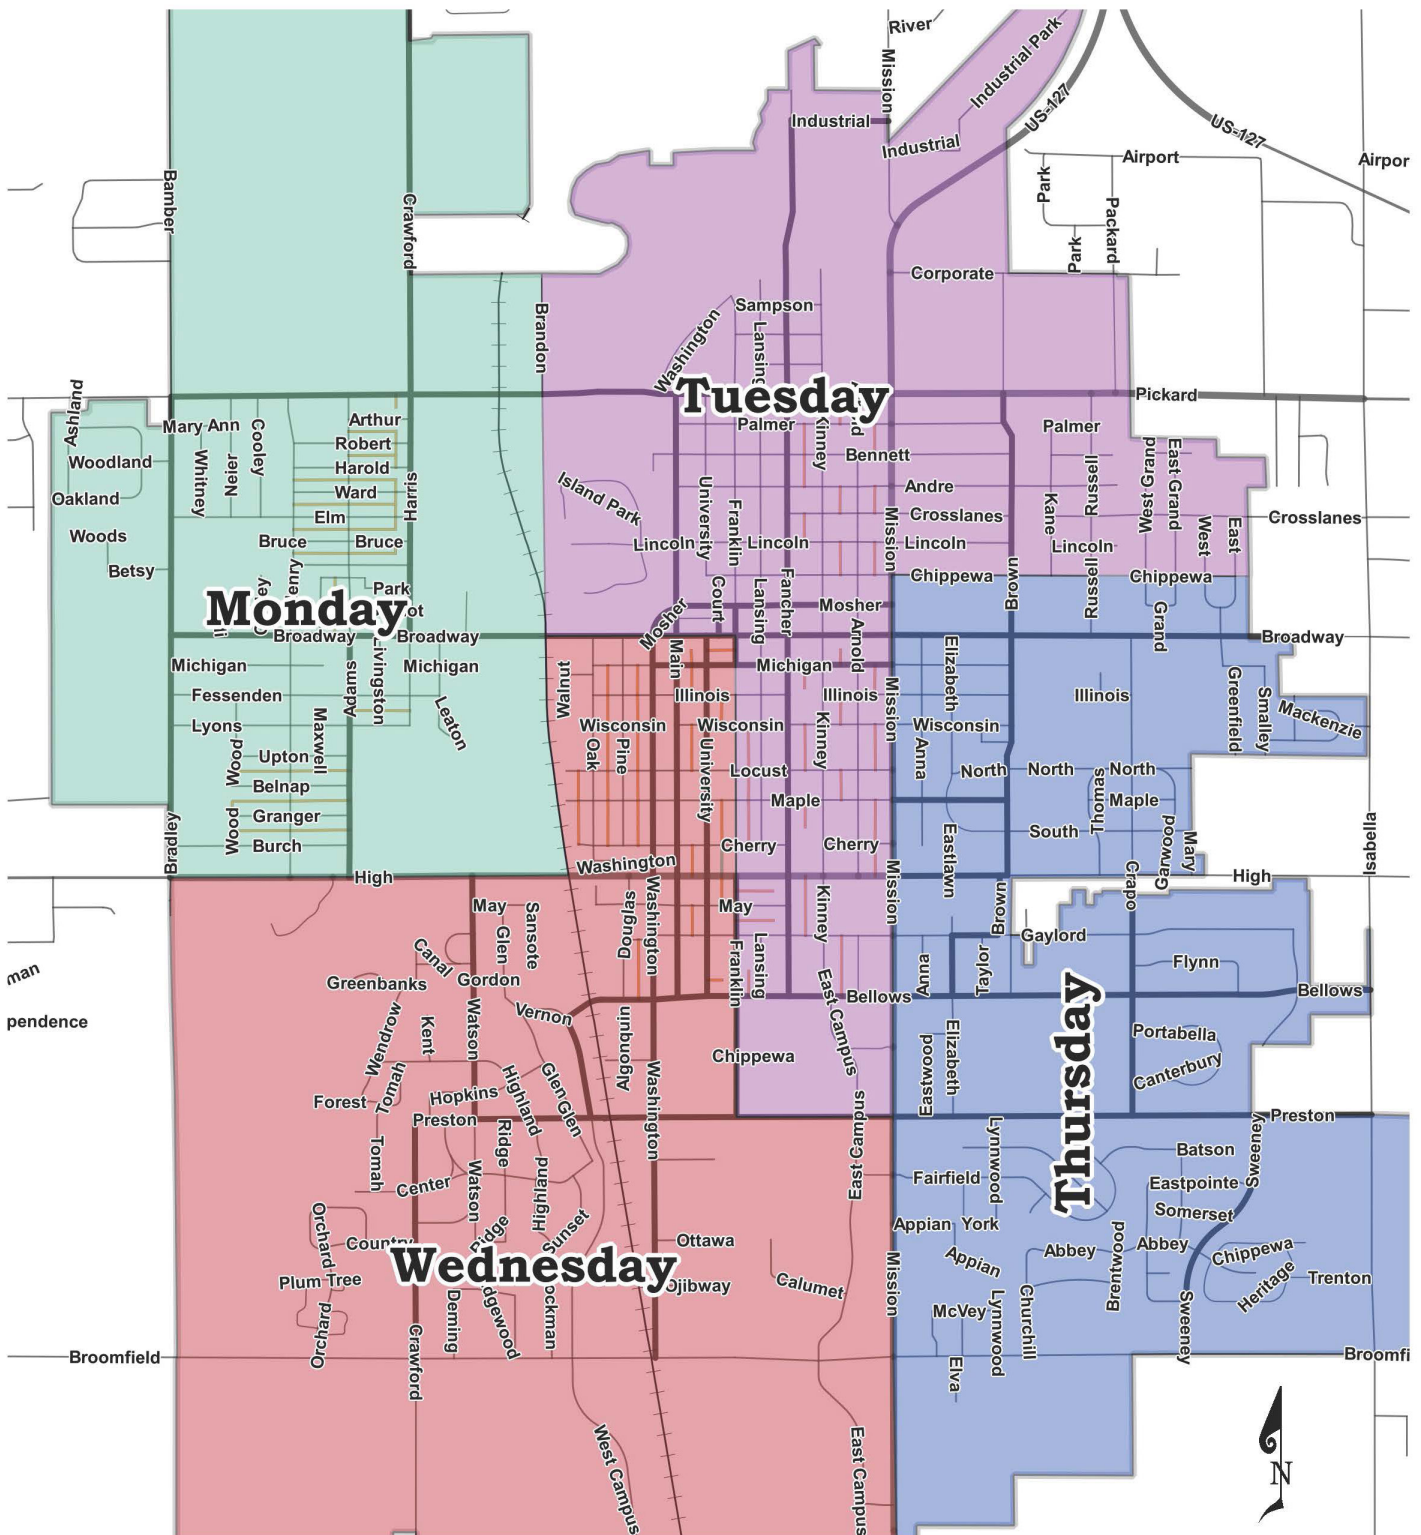 River
Mission
Industrial Park
US-127
US-127
Industrial
Industrial
Airport
Airpor
Park
Packard
Park
Bamber
Crawford
Corporate
Brandon
Sampson
Lansing
Washington
Tuesday
Pickard
Ashland
Mary Ann
Arthur
Palmer
Palmer
Cooley
Robert
Kinney
Woodland
Whitney
Neier
Harold
Bennett
Russell
West Grand
East Grand
Oakland
Ward
Harris
Island Park
University
Franklin
Andre
Kane
Elm
Mission
Crosslanes
Crosslanes
Woods
Bruce
Bruce
Lincoln
Lincoln
Lincoln
Lincoln
West
East
Betsy
Chippewa
Brown
Russell
Chippewa
Park
Monday
Court
Lansing
Fancher
Mosher
Mosher
Grand
Broadway
Broadway
Arnold
Broadway
Michigan
Michigan
Main
Michigan
Elizabeth
Adams
Livingston
Walnut
Fessenden
Illinois
Illinois
Mission
Illinois
Greenfield
Smalley
Mackenzie
Lyons
Maxwell
Leaton
Wisconsin
Wisconsin
Kinney
Wisconsin
Wood
Upton
Oak
Pine
University
Anna
Locust
North
North
North
Belnap
Maple
Thomas
Maple
Wood
Granger
South
Bradley
Burch
Cherry
Cherry
Eastlawn
Garwood
Mary
Isabella
Washington
High
Crapo
High
May
Sansote
Glen
Douglas
Washington
May
Kinney
Mission
Brown
Canal
Gaylord
Greenbanks
Gordon
Franklin
Lansing
Anna
Taylor
Flynn
East Campus
Bellows
Bellows
pendence
Wendrow
Kent
Watson
Vernon
Algonquin
Thursday
Portabella
Chippewa
Eastwood
Elizabeth
Canterbury
Tomah
Highland
Glen
Glen
Washington
Forest
Hopkins
Preston
Preston
Tomah
Ridge
East Campus
Lynnwood
Batson
Sweeney
Center
Watson
Highland
Fairfield
Eastpointe
Somerset
Orchard
Ridge
Sunset
Appian
York
Country
Ottawa
Abbey
Abbey
Chippewa
Wednesday
Appian
Brentwood
Plum Tree
Ojibway
Calumet
Mission
Heritage
Trenton
Deming
McVey
Lynnwood
Churchill
Sweeney
Orchard
Crawford
Broomfield
Broomfi
Elva
West Campus
East Campus
N